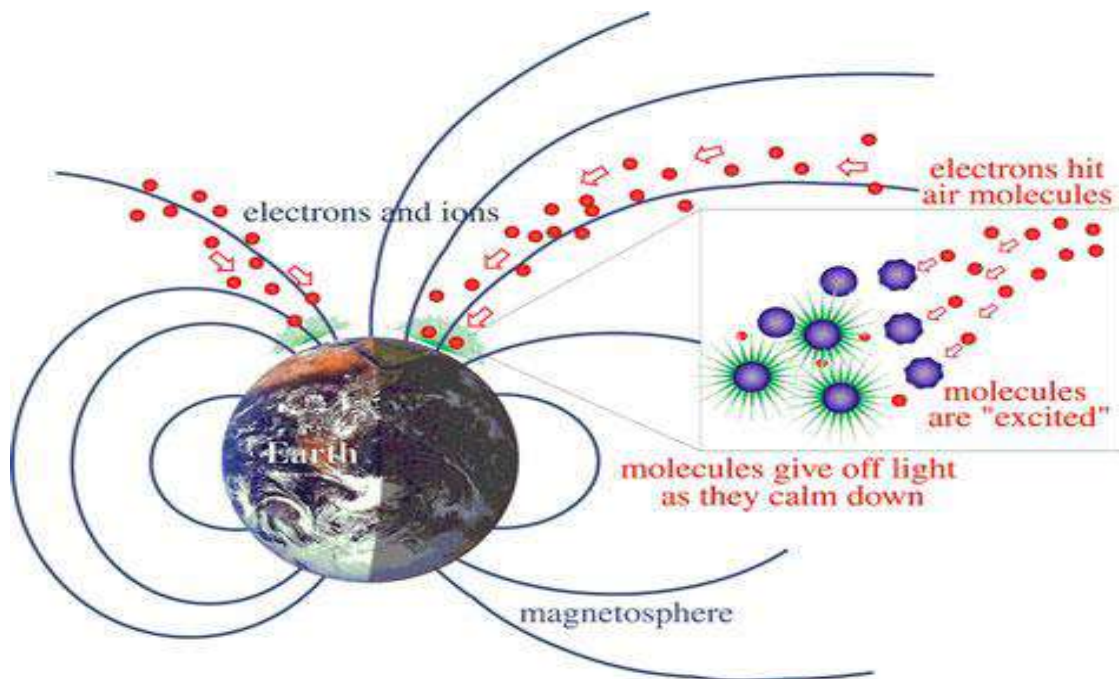 electrons and ions
electrons hit
air molecules
molecules
are "excited"
Earth
molecules give off light
as they calm down
magnetosphere